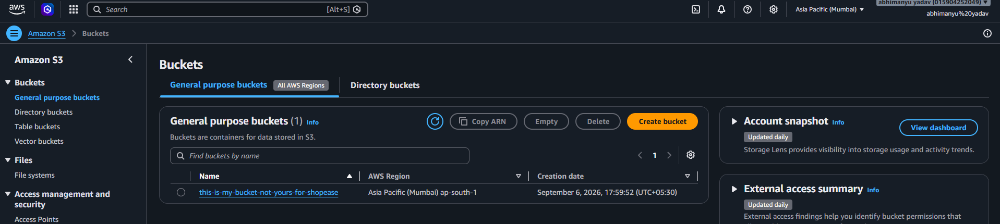 aws
Search [Alt+S]
Asia Pacific (Mumbai)
abhimanyu yadav (015904252049)
abhimanyu%20yadav
Amazon S3 > Buckets
Amazon S3
Buckets
General purpose buckets
Directory buckets
Table buckets
Vector buckets
Files
File systems
Access management and
security
Access Points
Buckets
General purpose buckets All AWS Regions
Directory buckets
General purpose buckets (1) Info
Copy ARN
Empty
Delete
Create bucket
Buckets are containers for data stored in S3.
Find buckets by name
1
Name AWS Region Creation date
this-is-my-bucket-not-yours-for-shopease Asia Pacific (Mumbai) ap-south-1 September 6, 2026, 17:59:52 (UTC+05:30)
Account snapshot Info
View dashboard
Updated daily
Storage Lens provides visibility into storage usage and activity trends.
External access summary Info
Updated daily
External access findings help you identify bucket permissions that